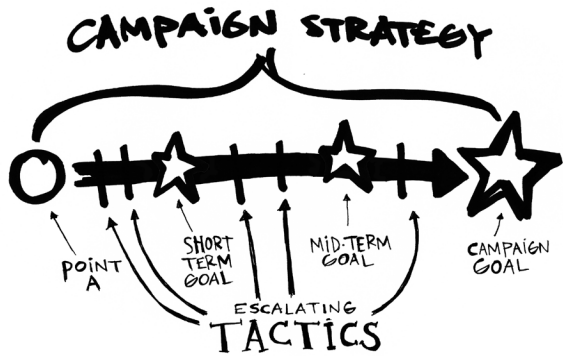 CAMPAIGN STRATEGY
POINT
A
SHORT
TERM
GOAL
MID-TERM
GOAL
CAMPAIGN
GOAL
ESCALATING
TACTICS